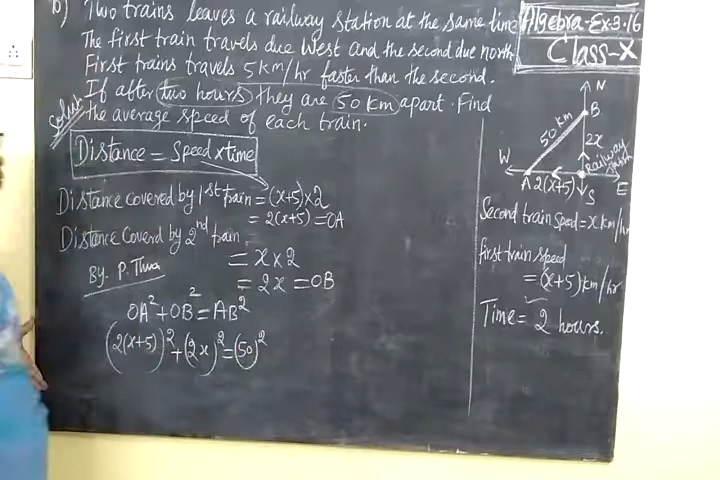 b) Two trains leaves a railway station at the same time
The first train travels due West and the second due north
First trains travels 5km/hr faster than the second.
If after two hours they are 50 km apart. Find
the average speed of each train.
Solun
Distance = Speed x time
Distance covered by 1st train = (x+5)x2
= 2(x+5) = OA
Distance Coverd by 2nd train
= x x 2
= 2x = OB
By. P. Thva
OA² + OB² = AB²
(2(x+5))² + (2x)² = (50)²
Algebra-Ex-3.16
Class-X
N
B
50 km
2x
Railway
W
A 2(x+5) S E
Second train speed = x km/hr
first train speed
= (x+5) km/hr
Time = 2 hours.